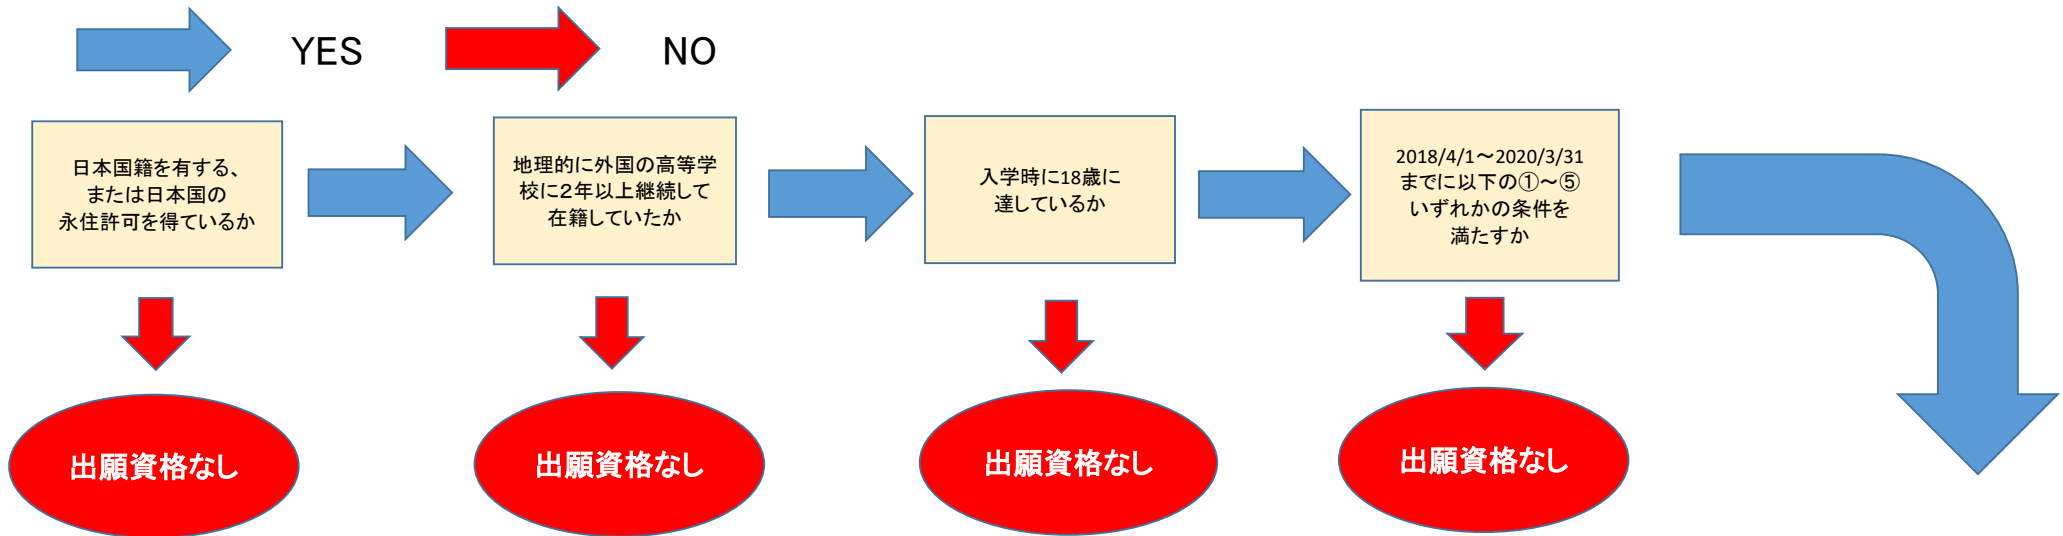 YES
NO
日本国籍を有する、
または日本国の
永住許可を得ているか
地理的に外国の高等学
校に2年以上継続して
在籍していたか
入学時に18歳に
達しているか
2018/4/1～2020/3/31
までに以下の①～⑤
いずれかの条件を
満たすか
出願資格なし
出願資格なし
出願資格なし
出願資格なし